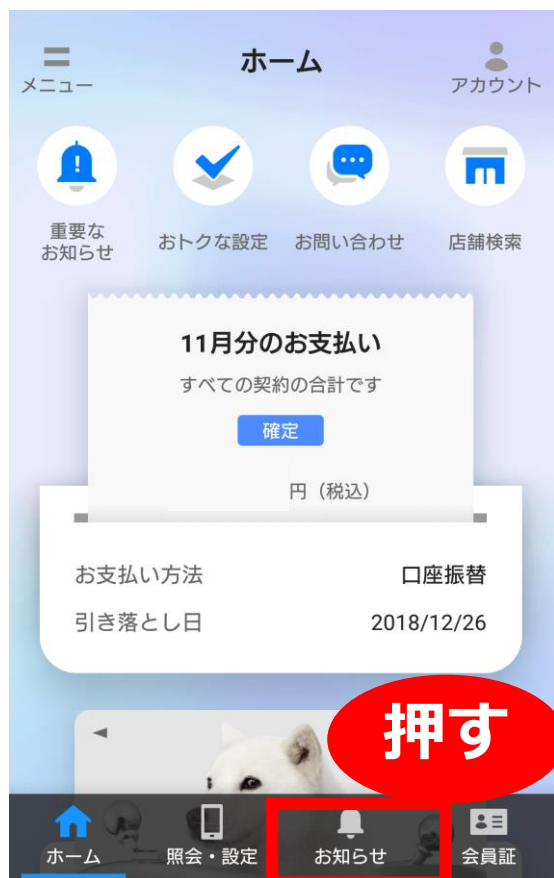 ホーム
メニュー
アカウント
重要な
お知らせ
おトクな設定
お問い合わせ
店舗検索
11月分のお支払い
すべての契約の合計です
確定
円（税込）
お支払い方法
口座振替
引き落とし日
2018/12/26
押す
ホーム
照会・設定
お知らせ
会員証